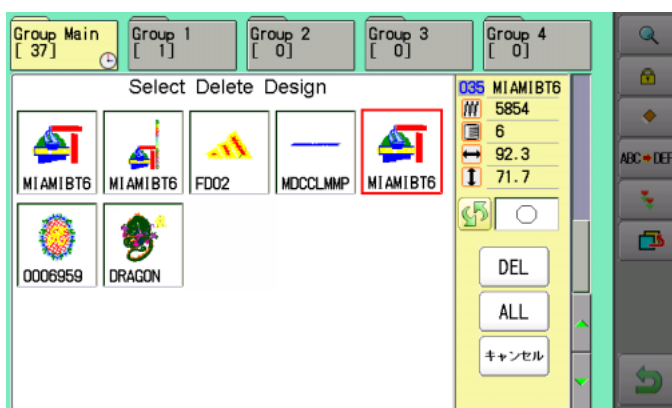 Group Main
[ 37]
Group 1
[ 1]
Group 2
[ 0]
Group 3
[ 0]
Group 4
[ 0]
Select Delete Design
035 MIAMIBT6
5854
6
92.3
71.7
MIAMIBT6
MIAMIBT6
FD02
MDCCLMMP
MIAMIBT6
0006959
DRAGON
DEL
ALL
キャンセル
ABC DEF